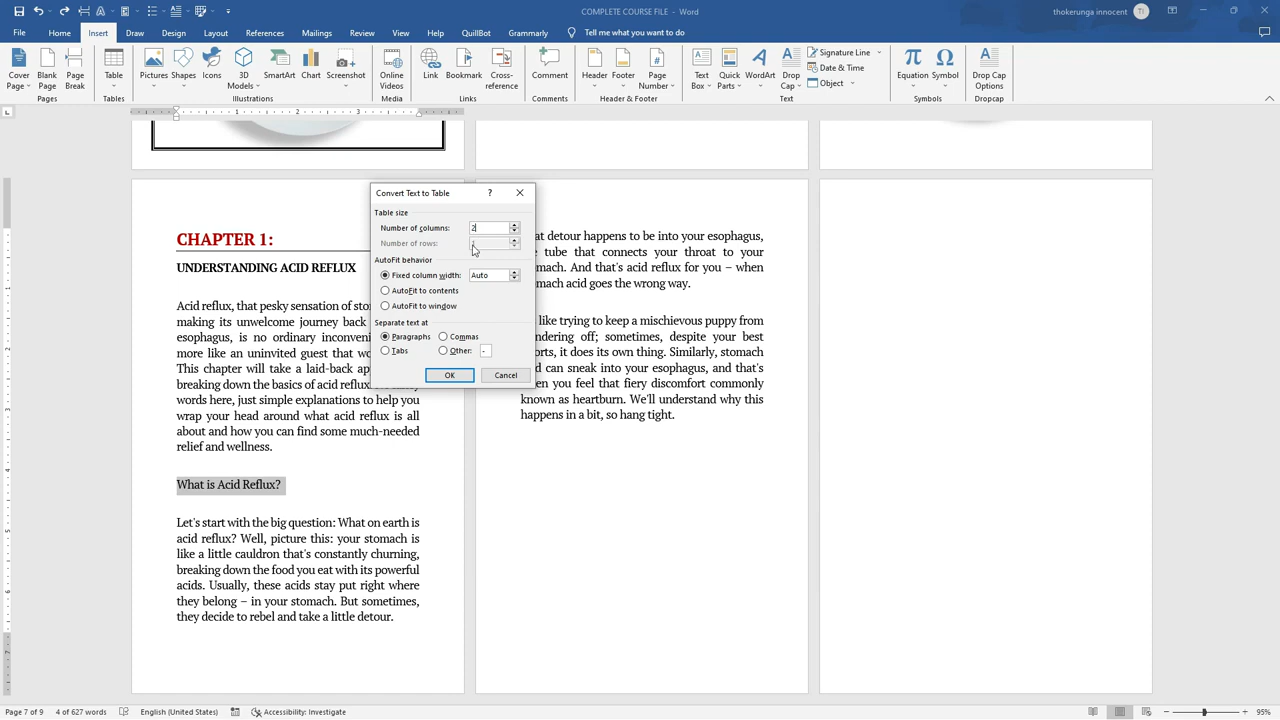 COMPLETE COURSE FILE - Word
thokerunga innocent
File Home Insert Draw Design Layout References Mailings Review View Help QuillBot Grammarly Tell me what you want to do
Cover Page Blank Page Page Break
Pages
Table
Tables
Pictures Shapes Icons 3D Models SmartArt Chart Screenshot
Illustrations
Online Videos
Media
Link Bookmark Cross-reference
Links
Comment
Comments
Header Footer Page Number
Header & Footer
Text Box Quick Parts WordArt Drop Cap
Signature Line
Date & Time
Object
Text
Equation Symbol
Symbols
Drop Cap Options
Dropcap
1 2 3
CHAPTER 1:
UNDERSTANDING ACID REFLUX
Acid reflux, that pesky sensation of
making its unwelcome journey back
esophagus, is no ordinary
more like an uninvited guest that
This chapter will take a laid-back
breaking down the basics of acid reflux.
words here, just simple explanations to help you
wrap your head around what acid reflux is all
about and how you can find some much-needed
relief and wellness.
What is Acid Reflux?
Let's start with the big question: What on earth is
acid reflux? Well, picture this: your stomach is
like a little cauldron that's constantly churning,
breaking down the food you eat with its powerful
acids. Usually, these acids stay put right where
they belong – in your stomach. But sometimes,
they decide to rebel and take a little detour.
Convert Text to Table
? ×
Table size
Number of columns: 2
Number of rows:
AutoFit behavior
Fixed column width: Auto
AutoFit to contents
AutoFit to window
Separate text at
Paragraphs Commas
Tabs Other: -
OK Cancel
detour happens to be into your esophagus,
tube that connects your throat to your
And that's acid reflux for you – when
acid goes the wrong way.
like trying to keep a mischievous puppy from
off; sometimes, despite your best
it does its own thing. Similarly, stomach
can sneak into your esophagus, and that's
you feel that fiery discomfort commonly
known as heartburn. We'll understand why this
happens in a bit, so hang tight.
Page 7 of 9 4 of 627 words English (United States) Accessibility: Investigate
95%